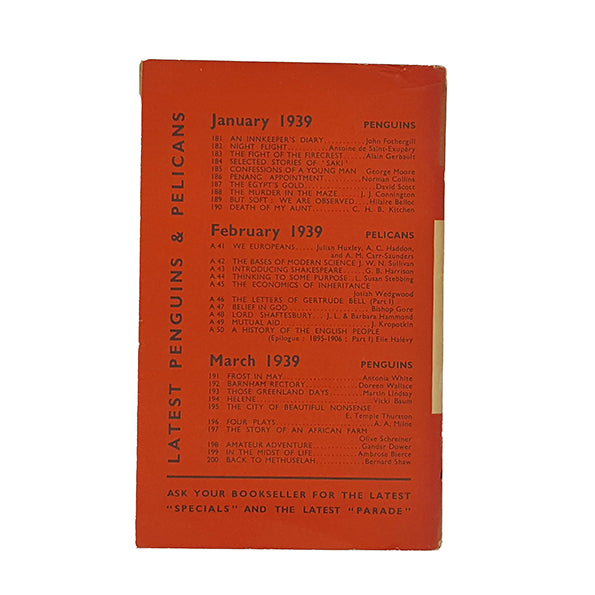 LATEST PENGUINS & PELICANS
January 1939 PENGUINS
181 AN INNKEEPER'S DIARY...........John Fothergill
182 NIGHT FLIGHT..........Antoine de Saint-Exupéry
183 THE FIGHT OF THE FIRECREST...Alain Gerbault
184 SELECTED STORIES OF 'SAKI'
185 CONFESSIONS OF A YOUNG MAN George Moore
186 PENANG APPOINTMENT..........Norman Collins
187 THE EGYPT'S GOLD..................David Scott
188 THE MURDER IN THE MAZE....J. J. Connington
189 BUT SOFT: WE ARE OBSERVED...Hilaire Belloc
190 DEATH OF MY AUNT...........C. H. B. Kitchen
February 1939 PELICANS
A 41 WE EUROPEANS.....Julian Huxley, A. C. Haddon,
and A. M. Carr-Saunders
A 42 THE BASES OF MODERN SCIENCE J. W. N. Sullivan
A 43 INTRODUCING SHAKESPEARE....G. B. Harrison
A 44 THINKING TO SOME PURPOSE..L. Susan Stebbing
A 45 THE ECONOMICS OF INHERITANCE
Josiah Wedgwood
A 46 THE LETTERS OF GERTRUDE BELL (Part I)
A 47 BELIEF IN GOD....................Bishop Gore
A 48 LORD SHAFTESBURY....J. L. & Barbara Hammond
A 49 MUTUAL AID.....................J. Kropotkin
A 50 A HISTORY OF THE ENGLISH PEOPLE
(Epilogue: 1895-1906: Part I) Elie Halévy
March 1939 PENGUINS
191 FROST IN MAY...................Antonia White
192 BARNHAM RECTORY.............Doreen Wallace
193 THOSE GREENLAND DAYS.......Martin Lindsay
194 HELENE..........................Vicki Baum
195 THE CITY OF BEAUTIFUL NONSENSE
E. Temple Thurston
196 FOUR PLAYS.....................A. A. Milne
197 THE STORY OF AN AFRICAN FARM
Olive Schreiner
198 AMATEUR ADVENTURE............Gandar Dower
199 IN THE MIDST OF LIFE...........Ambrose Bierce
200 BACK TO METHUSELAH............Bernard Shaw
ASK YOUR BOOKSELLER FOR THE LATEST
"SPECIALS" AND THE LATEST "PARADE"